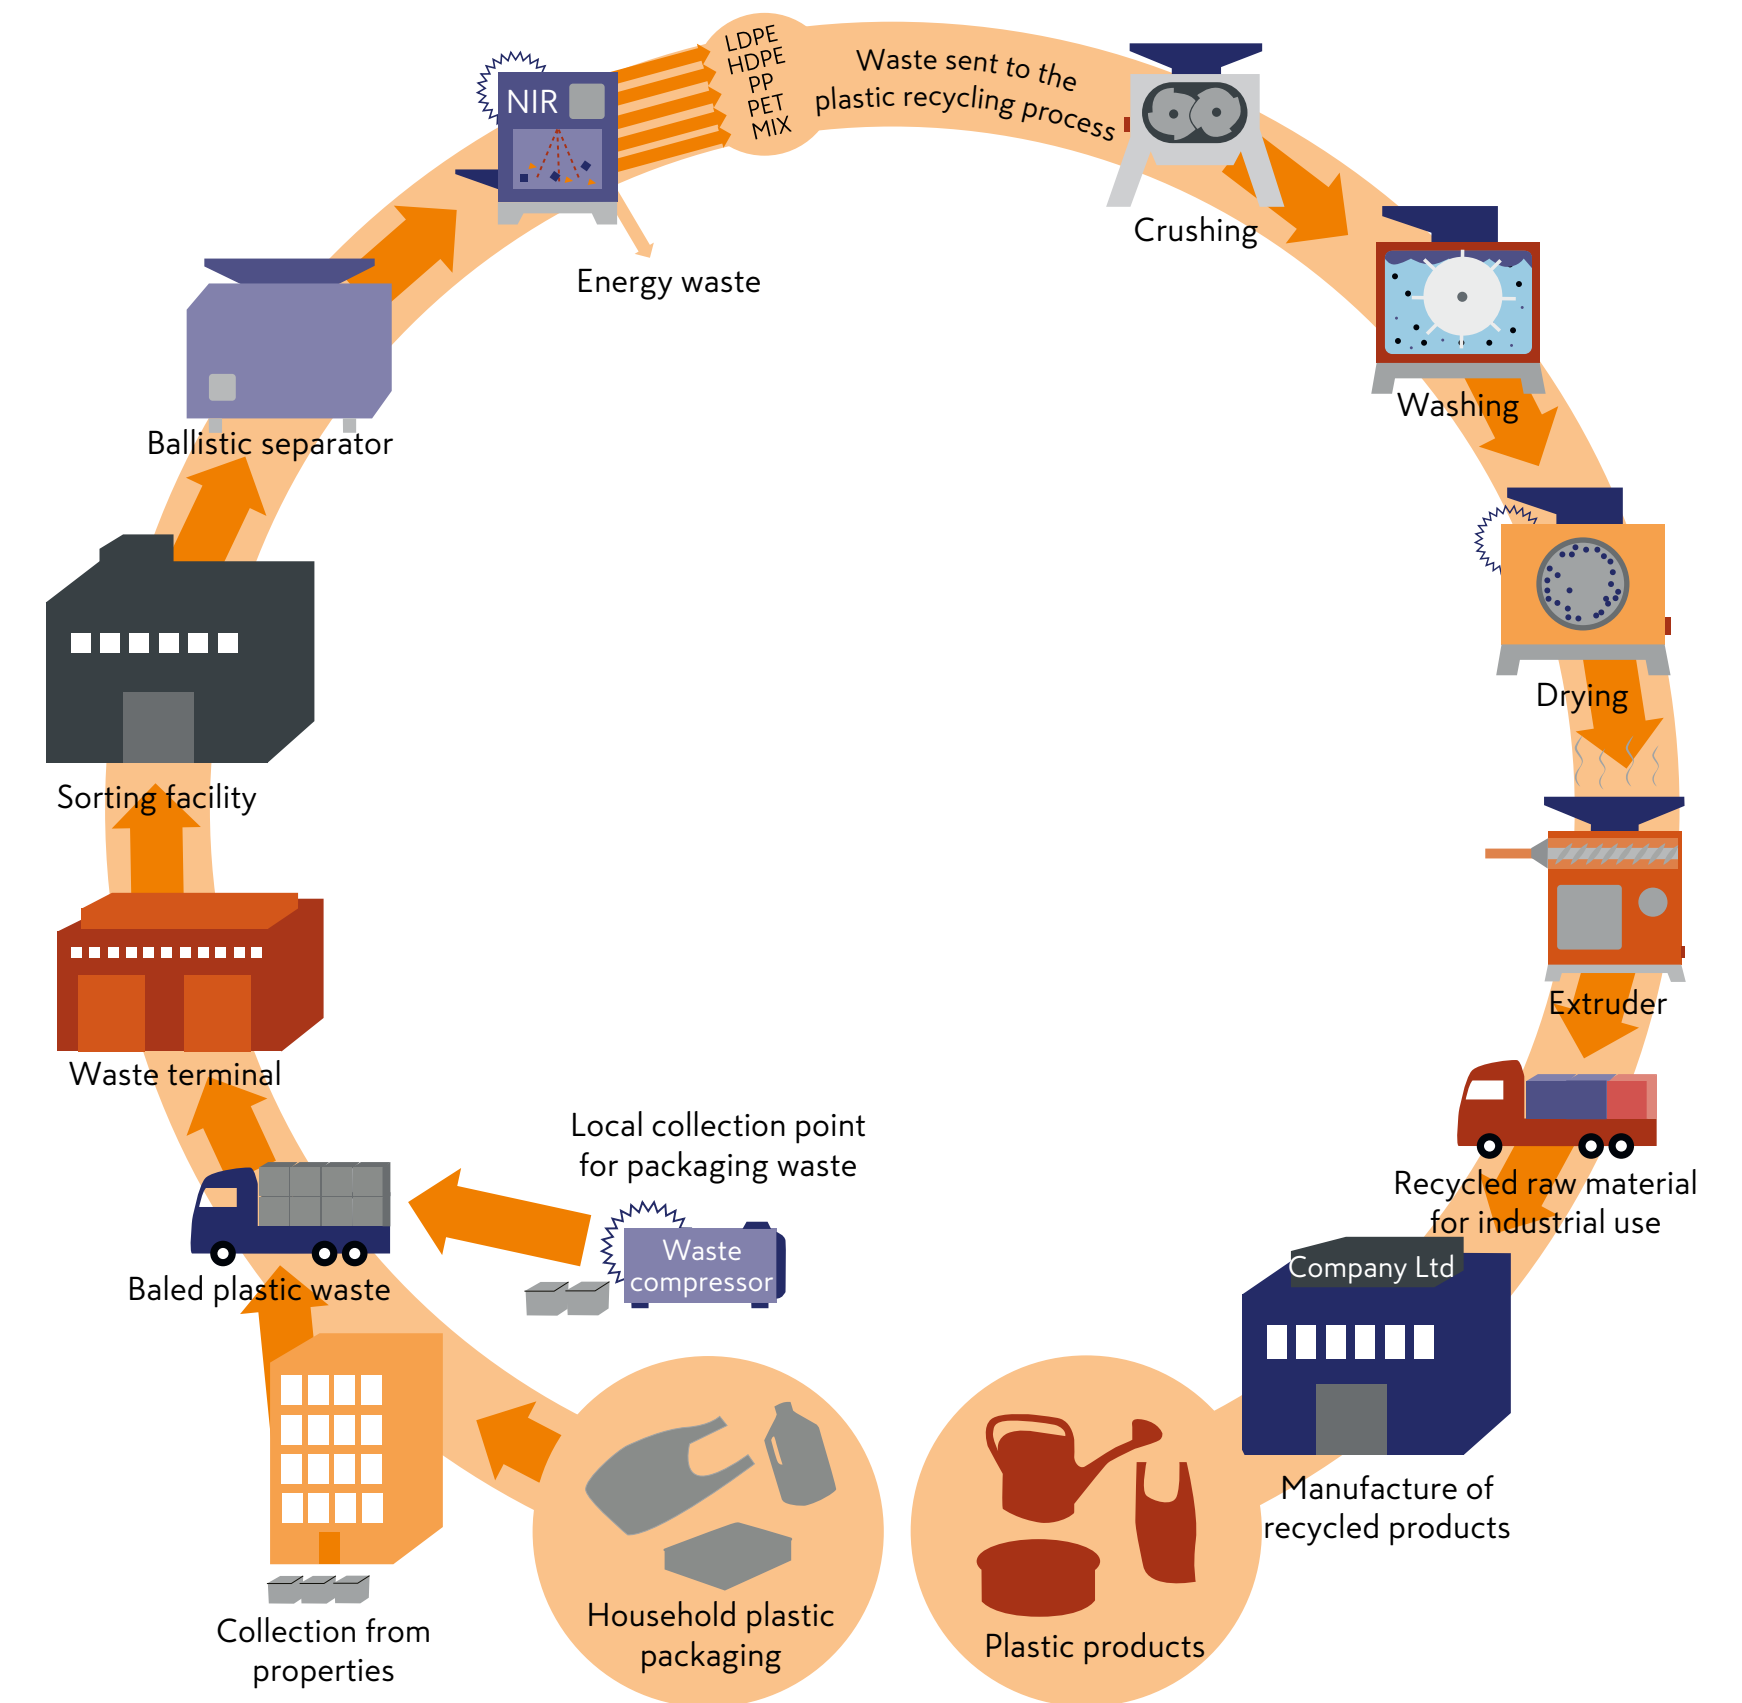 LDPE
HDPE
PP
PET
MIX
Waste sent to the
plastic recycling process
NIR
Energy waste
Crushing
Washing
Ballistic separator
Drying
Sorting facility
Extruder
Waste terminal
Local collection point
for packaging waste
Waste
compressor
Baled plastic waste
Recycled raw material
for industrial use
Company Ltd
Manufacture of
recycled products
Household plastic
packaging
Plastic products
Collection from
properties